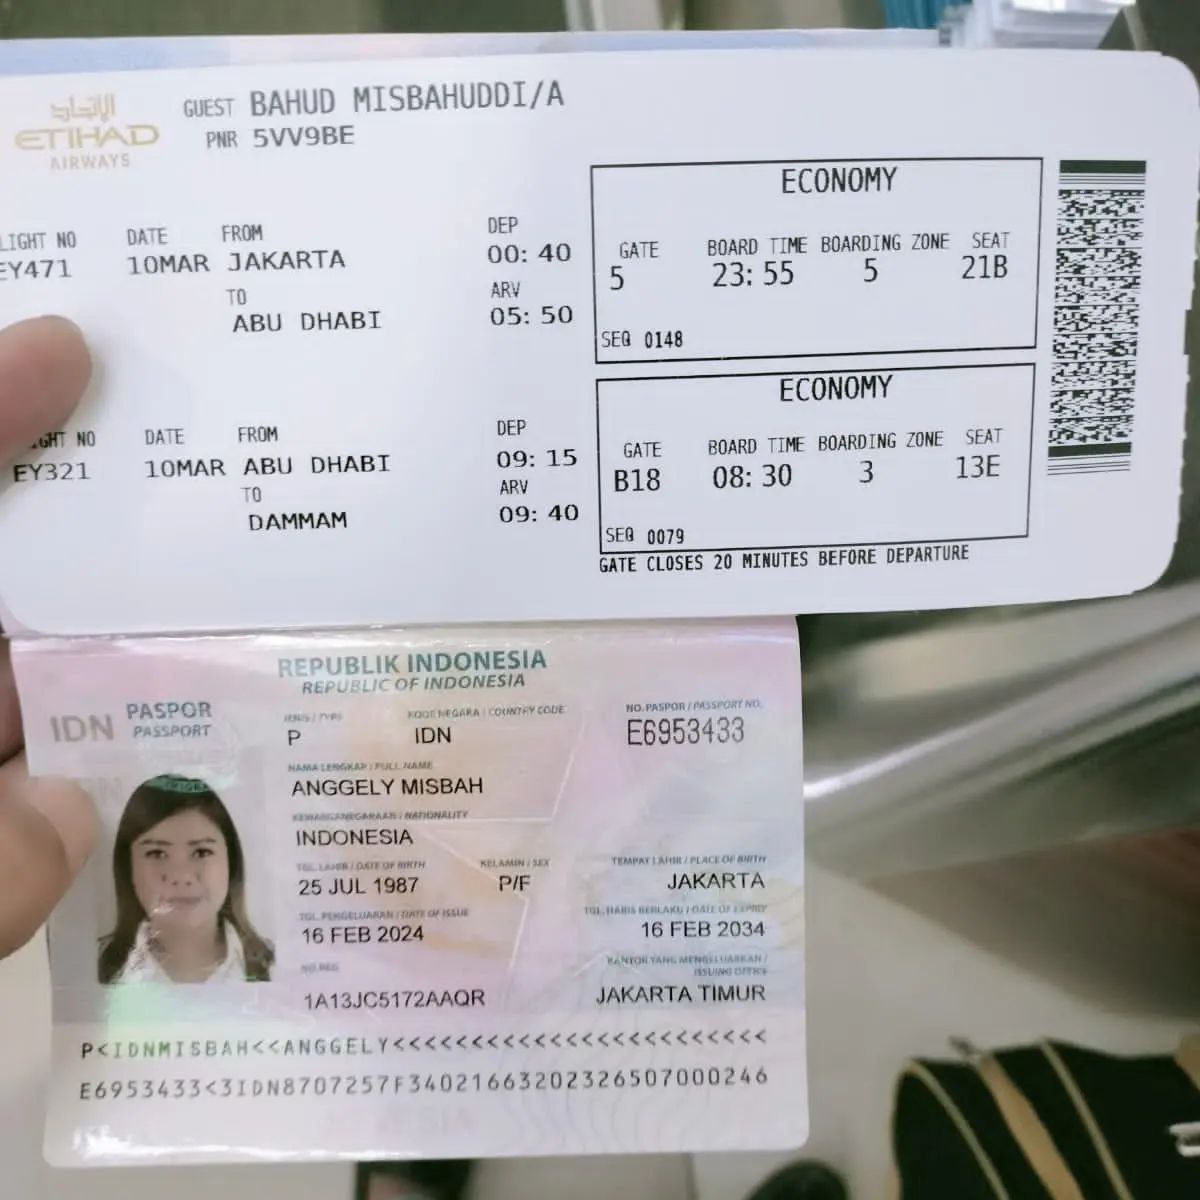 الإتحاد
ETIHAD
AIRWAYS
GUEST BAHUD MISBAHUDDI/A
PNR 5VV9BE
LIGHT NO DATE FROM DEP
EY471 10MAR JAKARTA 00:40
TO ARV
ABU DHABI 05:50
ECONOMY
GATE BOARD TIME BOARDING ZONE SEAT
5 23:55 5 21B
SEQ 0148
GHT NO DATE FROM DEP
EY321 10MAR ABU DHABI 09:15
TO ARV
DAMMAM 09:40
ECONOMY
GATE BOARD TIME BOARDING ZONE SEAT
B18 08:30 3 13E
SEQ 0079
GATE CLOSES 20 MINUTES BEFORE DEPARTURE
REPUBLIK INDONESIA
REPUBLIC OF INDONESIA
IDN PASPOR
PASSPORT
JENIS / TYPE KODE NEGARA / COUNTRY CODE NO. PASPOR / PASSPORT NO.
P IDN E6953433
NAMA LENGKAP / FULL NAME
ANGGELY MISBAH
KEWARGANEGARAAN / NATIONALITY
INDONESIA
TGL. LAHIR / DATE OF BIRTH KELAMIN / SEX TEMPAT LAHIR / PLACE OF BIRTH
25 JUL 1987 P/F JAKARTA
TGL. PENGELUARAN / DATE OF ISSUE TGL. HABIS BERLAKU / DATE OF EXPIRY
16 FEB 2024 16 FEB 2034
NO. REG KANTOR YANG MENGELUARKAN /
ISSUING OFFICE
1A13JC5172AAQR JAKARTA TIMUR
P<IDNMISBAH<<ANGGELY<<<<<<<<<<<<<<<<<<<<<<<<
E6953433<3IDN8707257F3402166320232650700​0246